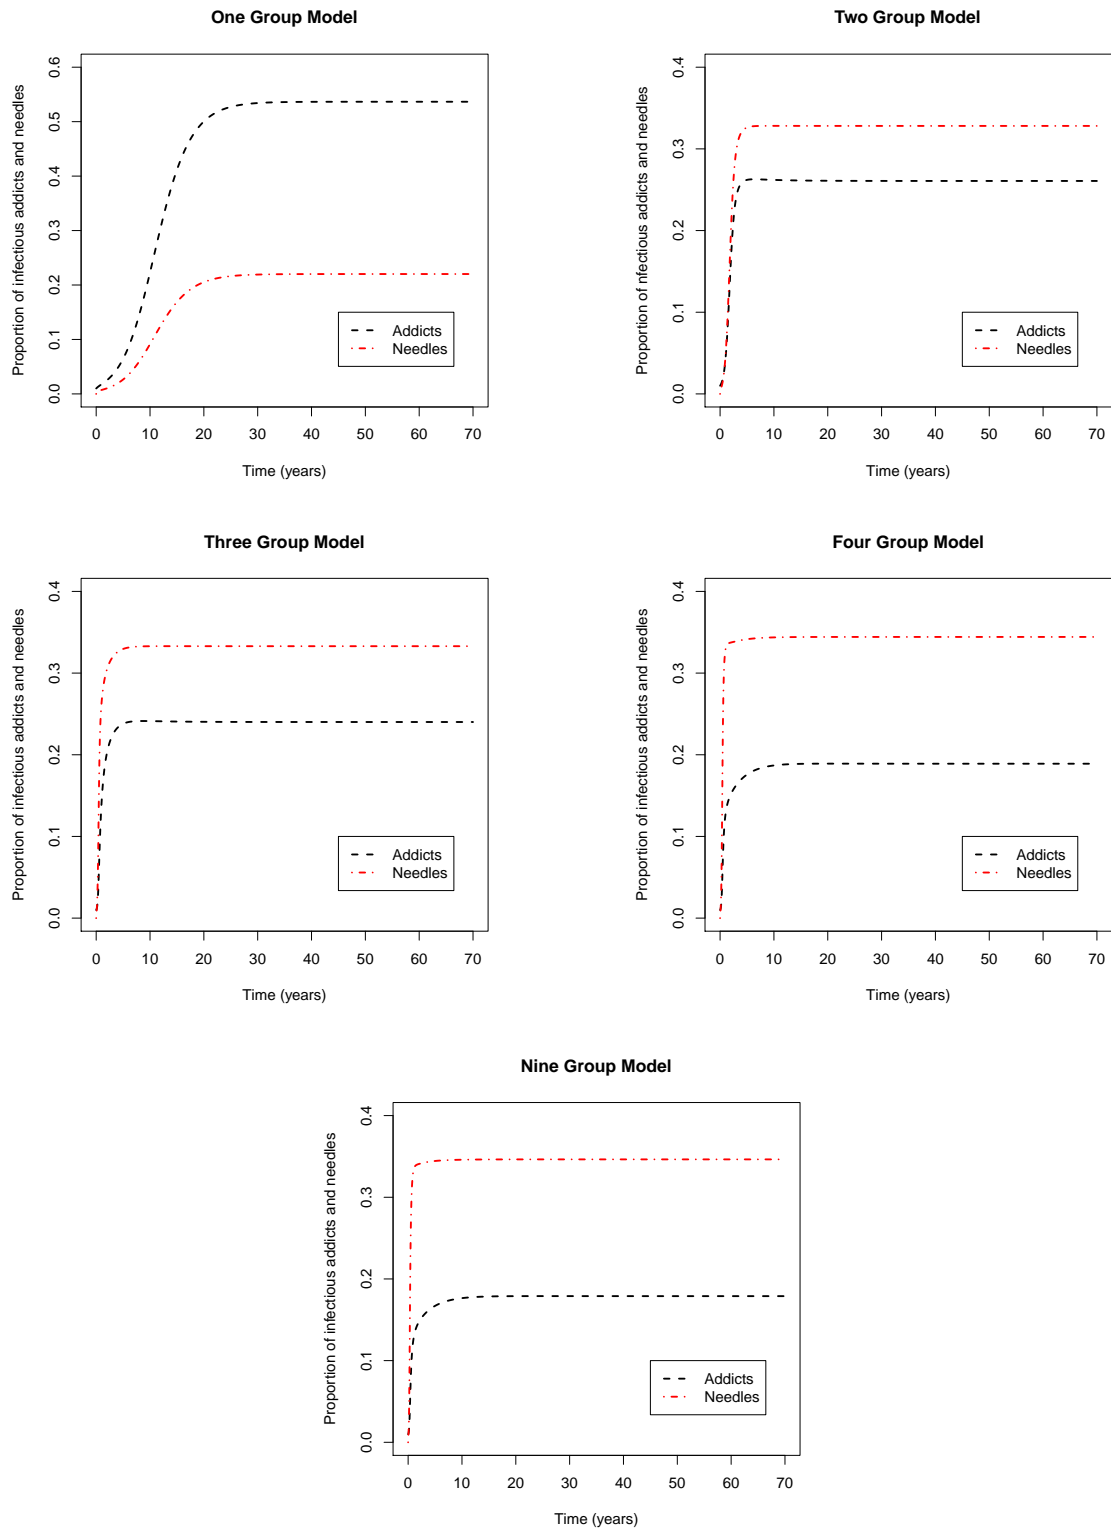 One Group Model
Proportion of infectious addicts and needles
0.0 0.1 0.2 0.3 0.4 0.5 0.6
Addicts
Needles
0 10 20 30 40 50 60 70
Time (years)
Two Group Model
Proportion of nfectious addicts and needles
0.0 0.1 0.2 0.3 0.4
Addicts
Needles
0 10 20 30 40 50 60 70
Time (years)
Three Group Model
Proportion of infectious addicts and needles
0.0 0.1 0.2 0.3 0.4
Addicts
Needles
0 10 20 30 40 50 60 70
Time (years)
Four Group Model
Proportion of infectious addicts and needles
0.0 0.1 0.2 0.3 0.4
Addicts
Needles
0 10 20 30 40 50 60 70
Time (years)
Nine Group Model
Proportion of infectious addicts and needles
0.0 0.1 0.2 0.3 0.4
Addicts
Needles
0 10 20 30 40 50 60 70
Time (years)